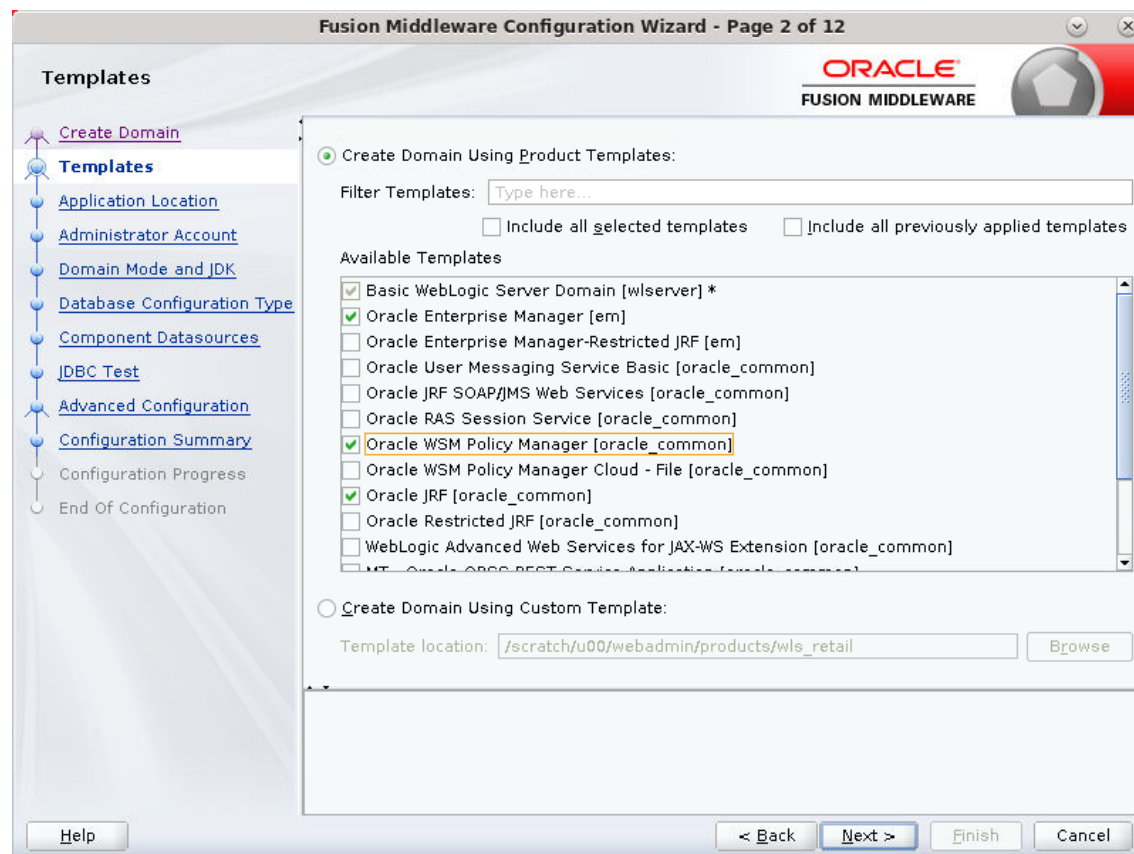 Fusion Middleware Configuration Wizard - Page 2 of 12
Templates
ORACLE
FUSION MIDDLEWARE
Create Domain
Templates
Application Location
Administrator Account
Domain Mode and JDK
Database Configuration Type
Component Datasources
JDBC Test
Advanced Configuration
Configuration Summary
Configuration Progress
End Of Configuration
Create Domain Using Product Templates:
Filter Templates: Type here...
Include all selected templates Include all previously applied templates
Available Templates
Basic WebLogic Server Domain [wlserver] *
Oracle Enterprise Manager [em]
Oracle Enterprise Manager-Restricted JRF [em]
Oracle User Messaging Service Basic [oracle_common]
Oracle JRF SOAP/JMS Web Services [oracle_common]
Oracle RAS Session Service [oracle_common]
Oracle WSM Policy Manager [oracle_common]
Oracle WSM Policy Manager Cloud - File [oracle_common]
Oracle JRF [oracle_common]
Oracle Restricted JRF [oracle_common]
WebLogic Advanced Web Services for JAX-WS Extension [oracle_common]
Create Domain Using Custom Template:
Template location: /scratch/u00/webadmin/products/wls_retail Browse
Help < Back Next > Finish Cancel